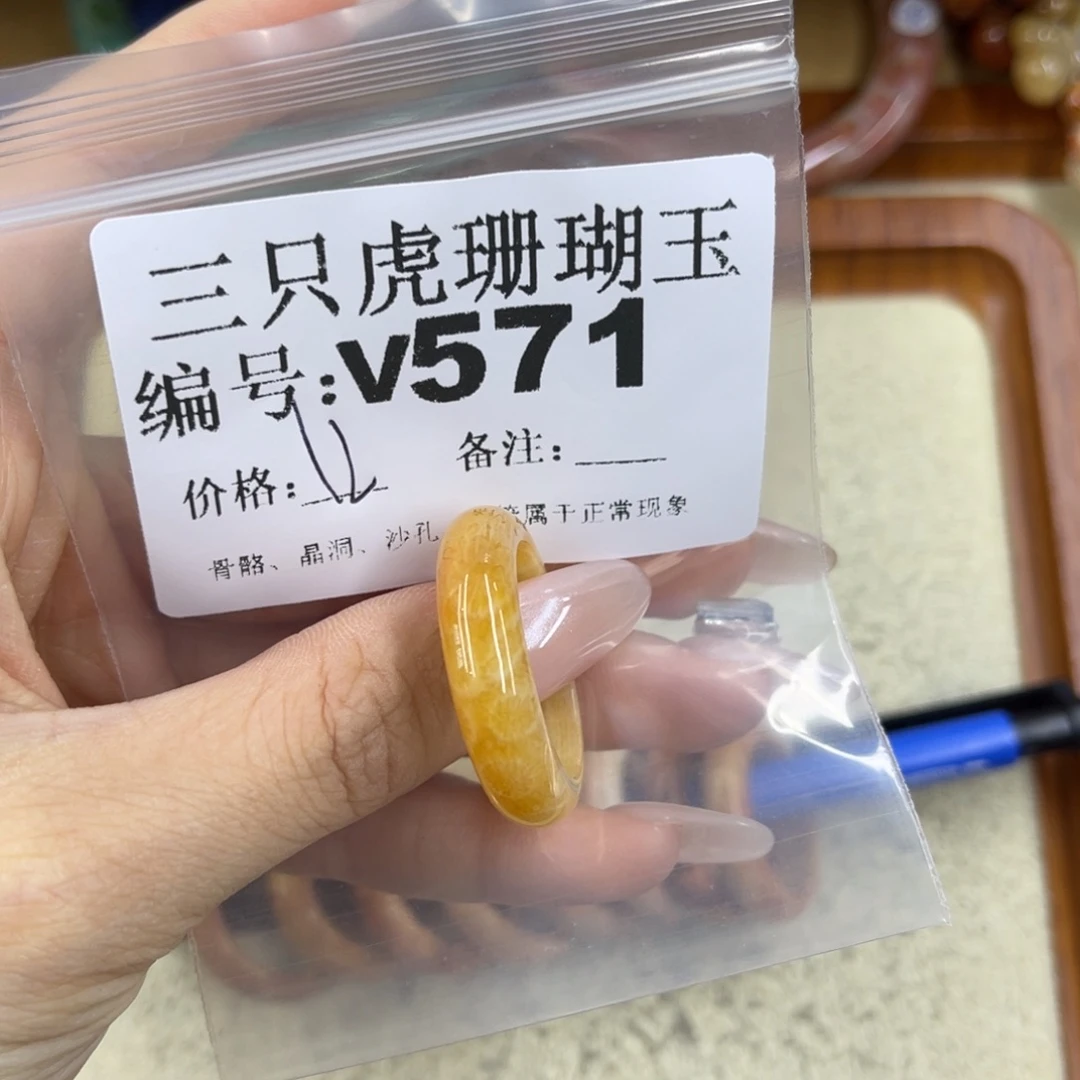 三只虎珊瑚玉
编号:v571
价格: 备注:
骨骼、晶洞、沙孔 属于正常现象